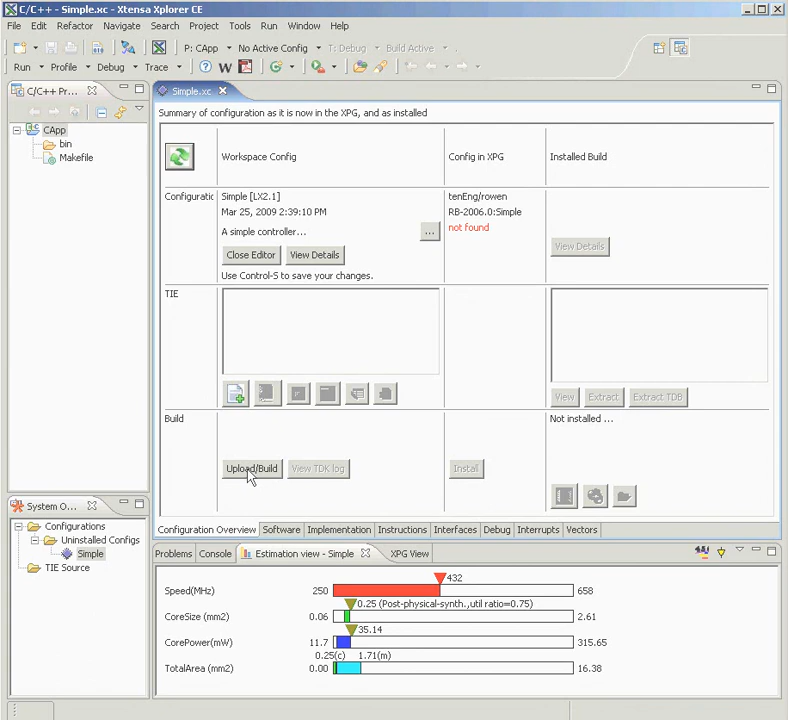 C/C++ - Simple.xc - Xtensa Xplorer CE
File Edit Refactor Navigate Search Project Tools Run Window Help
P: CApp No Active Config T: Debug Build Active
Run Profile Debug Trace
C/C++ Pr...
Simple.xc
Summary of configuration as it is now in the XPG, and as installed
CApp
bin
Makefile
Workspace Config Config in XPG Installed Build
Configuratic Simple [LX2.1] tenEng/rowen
Mar 25, 2009 2:39:10 PM RB-2006.0:Simple
A simple controller... ... not found
View Details
Close Editor View Details
Use Control-S to save your changes.
TIE
View Extract Extract TDB
Build Not installed ...
Upload/Build View TDK log Install
Configuration Overview Software Implementation Instructions Interfaces Debug Interrupts Vectors
System O...
Configurations
Uninstalled Configs
Simple
TIE Source
Problems Console Estimation view - Simple XPG View
432
Speed(MHz) 250 658
0.25 (Post-physical-synth.,util ratio=0.75)
CoreSize (mm2) 0.06 2.61
35.14
CorePower(mW) 11.7 315.65
0.25(c) 1.71(m)
TotalArea (mm2) 0.00 16.38